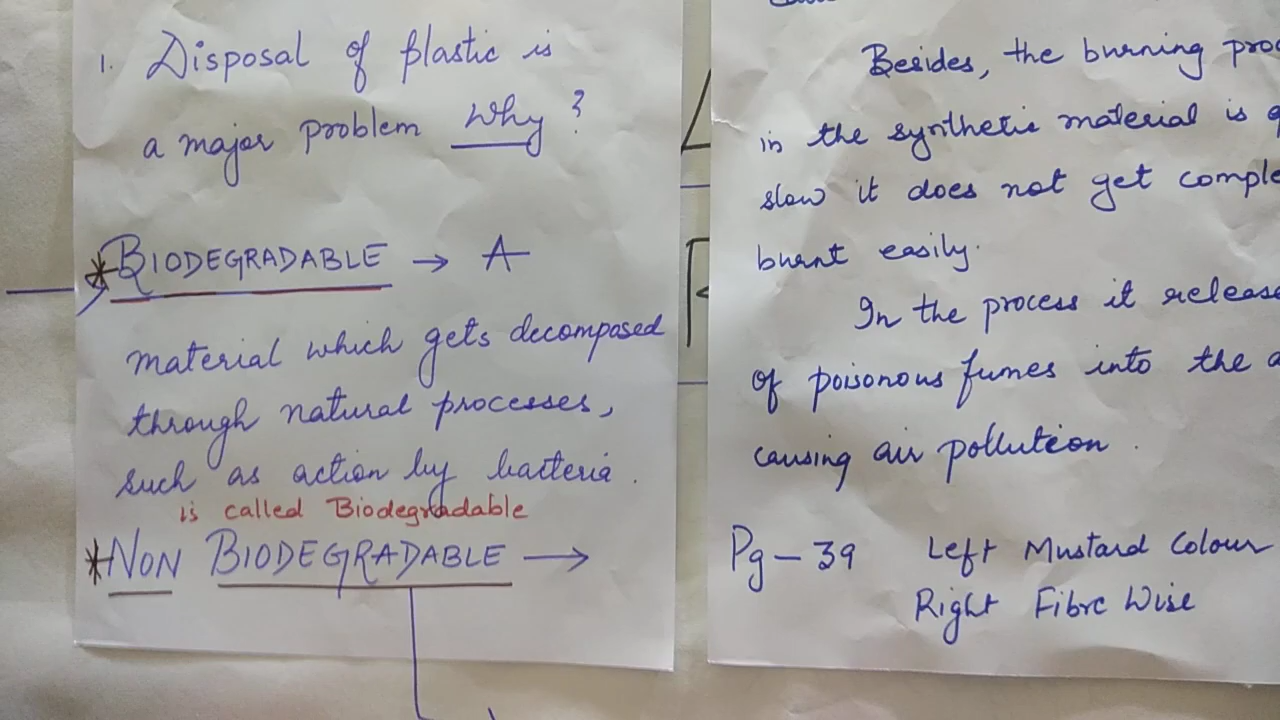 1. Disposal of plastic is
a major problem Why?
*BIODEGRADABLE → A
material which gets decomposed
through natural processes,
such as action by bacteria.
is called Biodegradable
*NON BIODEGRADABLE →
Besides, the burning
in the synthetic material is
slow it does not get
burnt easily.
In the process it
of poisonous fumes into the
causing air pollution.
Pg-39 Left Mustard Colour
Right Fibre Wise